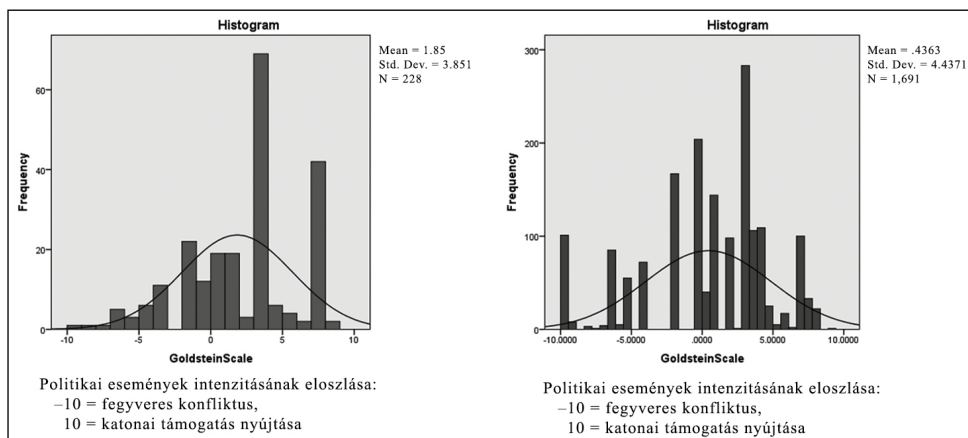 Histogram
Mean = 1.85
Std. Dev. = 3.851
N = 228
Frequency
60
40
20
0
-10
-5
0
5
10
GoldsteinScale
Politikai események intenzitásának eloszlása:
–10 = fegyveres konfliktus,
10 = katonai támogatás nyújtása
Histogram
Mean = .4363
Std. Dev. = 4.4371
N = 1,691
Frequency
300
200
100
0
-10.0000
-5.0000
.0000
5.0000
10.0000
GoldsteinScale
Politikai események intenzitásának eloszlása:
–10 = fegyveres konfliktus,
10 = katonai támogatás nyújtása